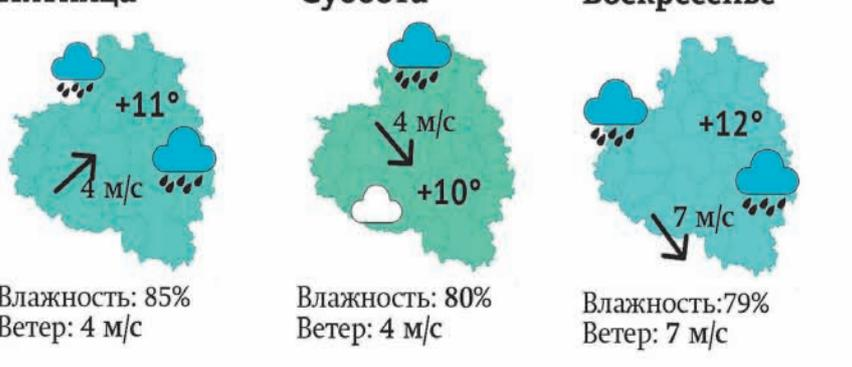 Суббота
Воскресенье
+11°
4 м/с
4 м/с
+10°
+12°
7 м/с
Влажность: 85%
Ветер: 4 м/с
Влажность: 80%
Ветер: 4 м/с
Влажность:79%
Ветер: 7 м/с